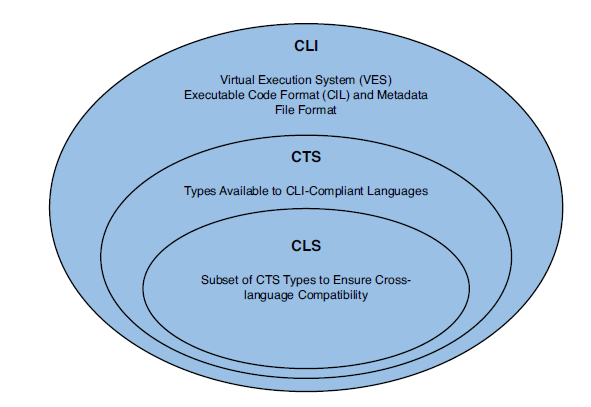 CLI
Virtual Execution System (VES)
Executable Code Format (CIL) and Metadata
File Format
CTS
Types Available to CLI-Compliant Languages
CLS
Subset of CTS Types to Ensure Cross-
language Compatibility